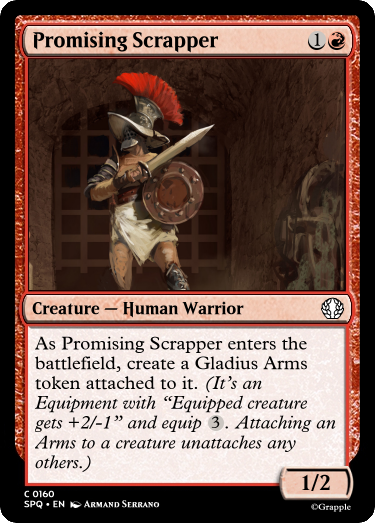 Promising Scrapper 1
Creature — Human Warrior
As Promising Scrapper enters the
battlefield, create a Gladius Arms
token attached to it. (It's an
Equipment with “Equipped creature
gets +2/-1” and equip 3. Attaching an
Arms to a creature unattaches any
others.)
1/2
C 0160
SPQ • EN Armand Serrano
©Grapple